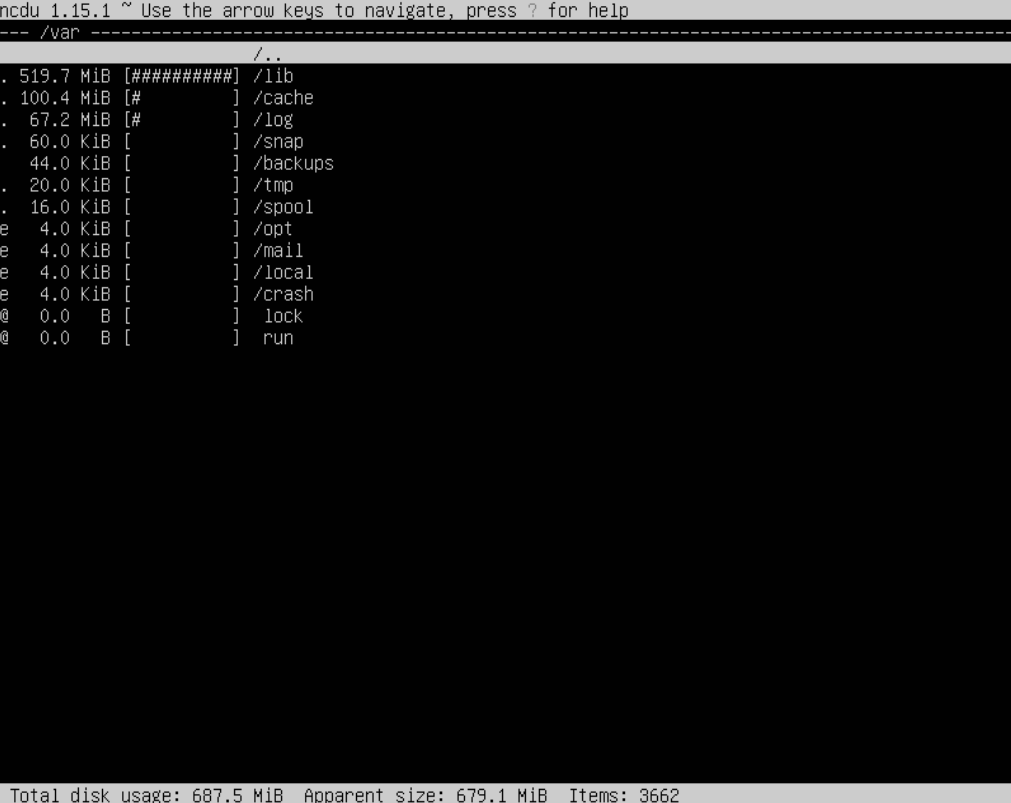 ncdu 1.15.1 ~ Use the arrow keys to navigate, press ? for help
--- /var -------------------------------------------------------------------------------------------
                         /..
. 519.7 MiB [##########] /lib
. 100.4 MiB [#         ] /cache
.  67.2 MiB [#         ] /log
.  60.0 KiB [          ] /snap
   44.0 KiB [          ] /backups
.  20.0 KiB [          ] /tmp
.  16.0 KiB [          ] /spool
e   4.0 KiB [          ] /opt
e   4.0 KiB [          ] /mail
e   4.0 KiB [          ] /local
e   4.0 KiB [          ] /crash
@   0.0   B [          ]  lock
@   0.0   B [          ]  run
 Total disk usage: 687.5 MiB  Apparent size: 679.1 MiB  Items: 3662